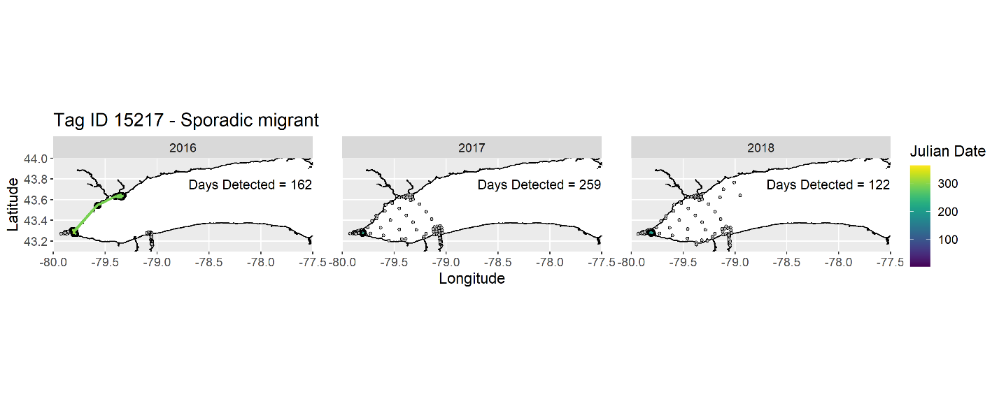 Tag ID 15217 - Sporadic migrant
2016
2017
2018
Julian Date
Days Detected = 162
Days Detected = 259
Days Detected = 122
300
200
100
Latitude
44.0
43.8
43.6
43.4
43.2
-80.0 -79.5 -79.0 -78.5 -78.0 -77.5
-80.0 -79.5 -79.0 -78.5 -78.0 -77.5
-80.0 -79.5 -79.0 -78.5 -78.0 -77.5
Longitude